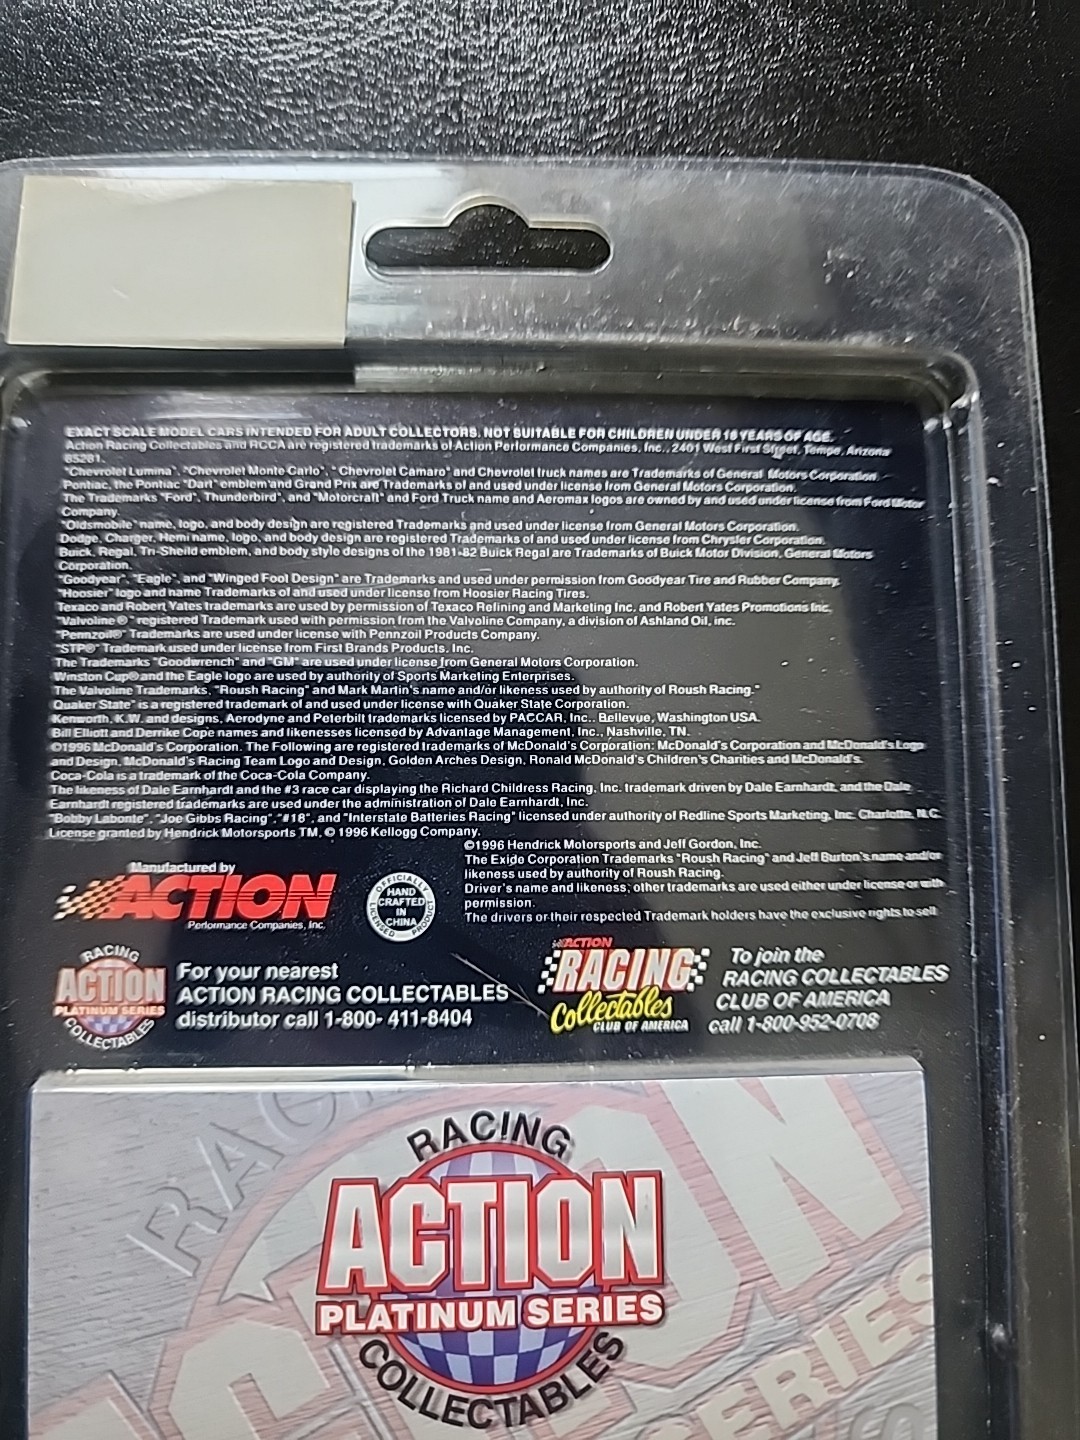 EXACT SCALE MODEL CARS INTENDED FOR ADULT COLLECTORS. NOT SUITABLE FOR CHILDREN UNDER 18 YEARS OF AGE.
Action Racing Collectables and RCCA are registered trademarks of Action Performance Companies, Inc., 2401 West First Street, Tempe, Arizona
85281.
"Chevrolet Lumina", "Chevrolet Monte Carlo", "Chevrolet Camaro" and Chevrolet truck names are Trademarks of General Motors Corporation.
Pontiac, the Pontiac "Dart" emblem and Grand Prix are Trademarks of and used under license from General Motors Corporation.
The Trademarks "Ford", Thunderbird", and "Motorcraft" and Ford Truck name and Aeromax logos are owned by and used under license from Ford Motor
Company.
"Oldsmobile" name, logo, and body design are registered Trademarks and used under license from General Motors Corporation.
Dodge, Charger, Hemi name, logo, and body design are registered Trademarks of and used under license from Chrysler Corporation.
Buick, Regal, Tri-Sheild emblem, and body style designs of the 1981-82 Buick Regal are Trademarks of Buick Motor Division, General Motors
Corporation.
"Goodyear", "Eagle", and "Winged Foot Design" are Trademarks and used under permission from Goodyear Tire and Rubber Company.
"Hoosier" logo and name Trademarks of and used under license from Hoosier Racing Tires.
Texaco and Robert Yates trademarks are used by permission of Texaco Refining and Marketing Inc. and Robert Yates Promotions Inc.
"Valvoline ®" registered Trademark used with permission from the Valvoline Company, a division of Ashland Oil, inc.
"Pennzoil®" Trademarks are used under license with Pennzoil Products Company.
"STP®" Trademark used under license from First Brands Products, Inc.
The Trademarks "Goodwrench" and "GM" are used under license from General Motors Corporation.
Winston Cup® and the Eagle logo are used by authority of Sports Marketing Enterprises.
The Valvoline Trademarks, "Roush Racing" and Mark Martin's name and/or likeness used by authority of Roush Racing."
Quaker State" is a registered trademark of and used under license with Quaker State Corporation.
Kenworth, K.W. and designs, Aerodyne and Peterbilt trademarks licensed by PACCAR, Inc., Bellevue, Washington USA.
Bill Elliott and Derrike Cope names and likenesses licensed by Advantage Management, Inc., Nashville, TN.
©1996 McDonald's Corporation. The Following are registered trademarks of McDonald's Corporation: McDonald's Corporation and McDonald's Logo
and Design, McDonald's Racing Team Logo and Design, Golden Arches Design, Ronald McDonald's Children's Charities and McDonald's.
Coca-Cola is a trademark of the Coca-Cola Company.
The likeness of Dale Earnhardt and the #3 race car displaying the Richard Childress Racing, Inc. trademark driven by Dale Earnhardt, and the Dale
Earnhardt registered trademarks are used under the administration of Dale Earnhardt, Inc.
"Bobby Labonte", "Joe Gibbs Racing", "#18", and "Interstate Batteries Racing" licensed under authority of Redline Sports Marketing, Inc. Charlotte, N.C.
License granted by Hendrick Motorsports TM, © 1996 Kellogg Company.
©1996 Hendrick Motorsports and Jeff Gordon, Inc.
The Exide Corporation Trademarks "Roush Racing" and Jeff Burton's name and/or
likeness used by authority of Roush Racing.
Driver's name and likeness, other trademarks are used either under license or with
permission.
The drivers or their respected Trademark holders have the exclusive rights to sell
Manufactured by
ACTION
Performance Companies, Inc.
OFFICIALLY
HAND
CRAFTED
IN
CHINA
LICENSED PRODUCT
RACING
ACTION
PLATINUM SERIES
COLLECTABLES
For your nearest
ACTION RACING COLLECTABLES
distributor call 1-800- 411-8404
ACTION
RACING
Collectables
CLUB OF AMERICA
To join the
RACING COLLECTABLES
CLUB OF AMERICA
call 1-800-952-0708
RACING
ACTION
PLATINUM SERIES
COLLECTABLES